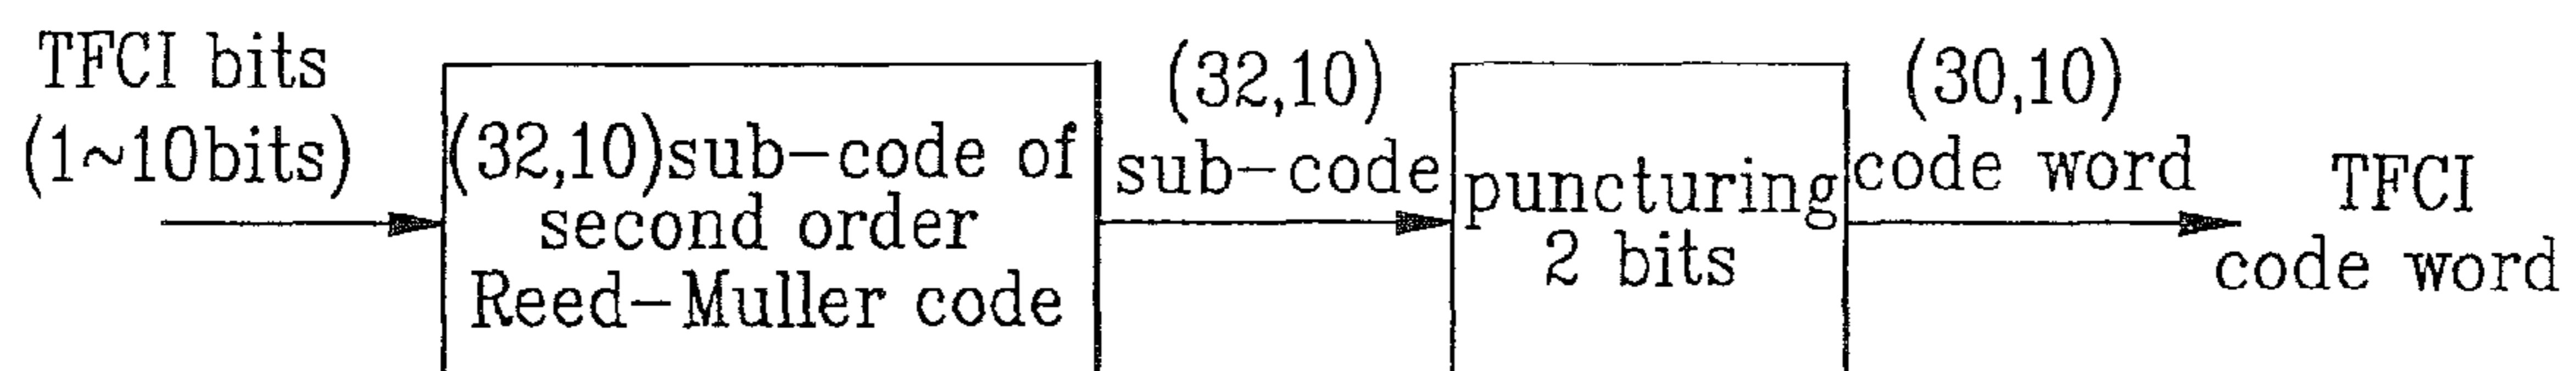 TFCI bits
(1~10bits)
(32,10)sub-code of
second order
Reed-Muller code
(32,10)
sub-code
puncturing
2 bits
(30,10)
code word
TFCI
code word